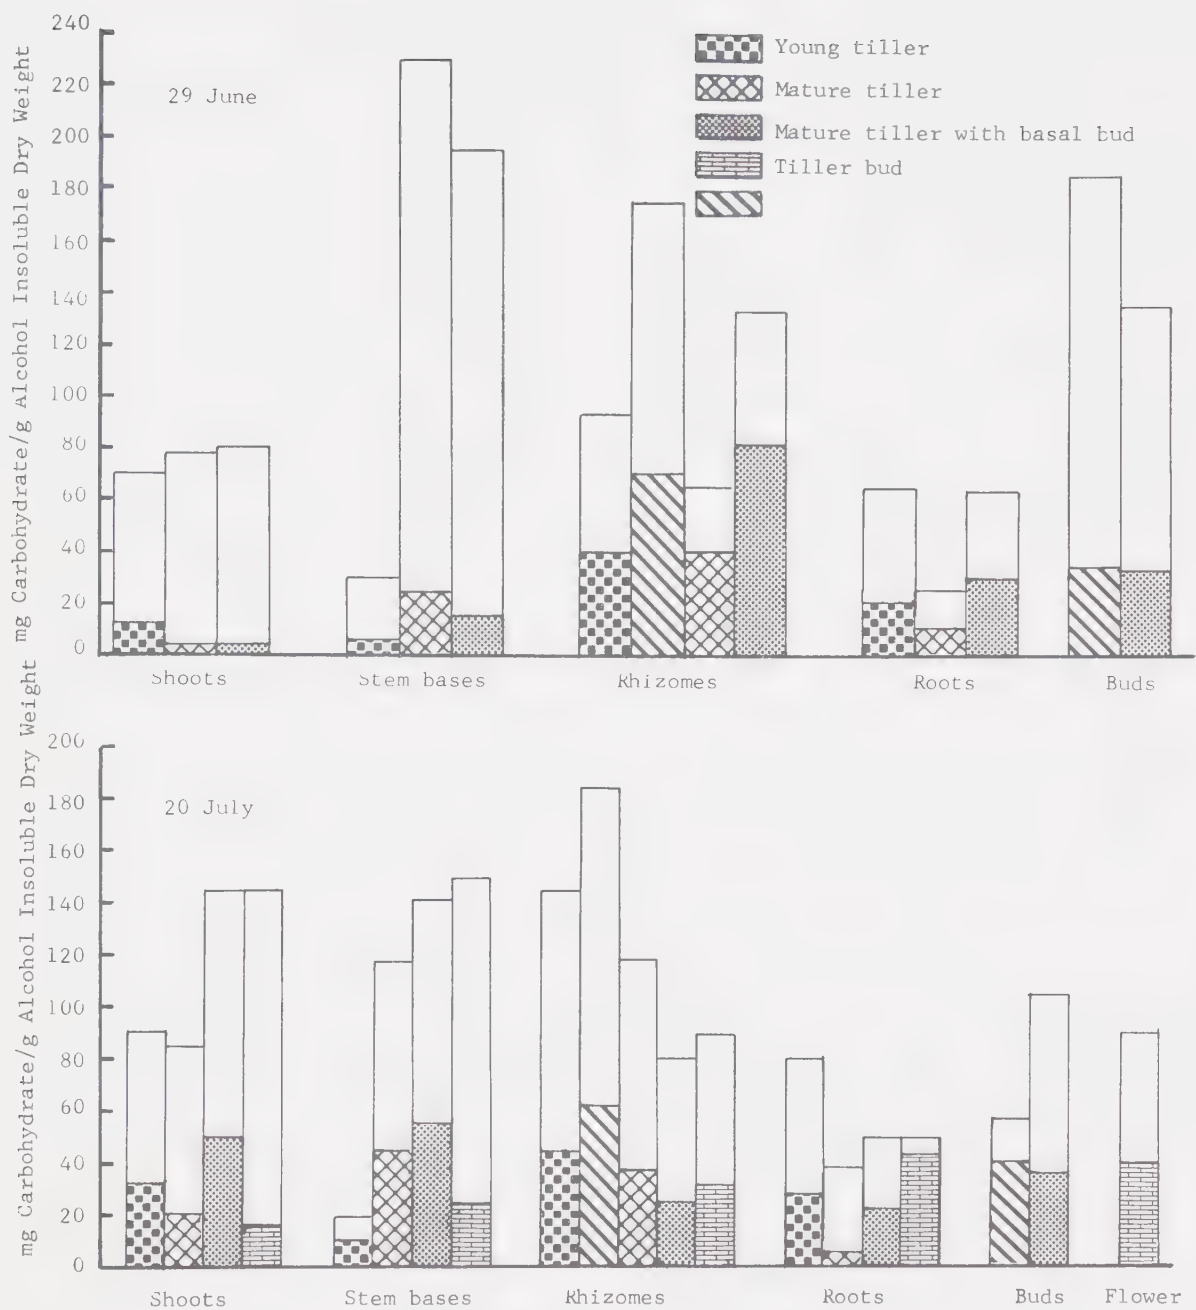 240
220
200
180
160
140
120
100
80
60
40
20
0
mg Carbohydrate/g Alcohol Insoluble Dry Weight
29 June
Young tiller
Mature tiller
Mature tiller with basal bud
Tiller bud
Shoots
Stem bases
Rhizomes
Roots
Buds
200
180
160
140
120
100
80
60
40
20
0
mg Carbohydrate/g Alcohol Insoluble Dry Weight
20 July
Shoots
Stem bases
Rhizomes
Roots
Buds
Flower